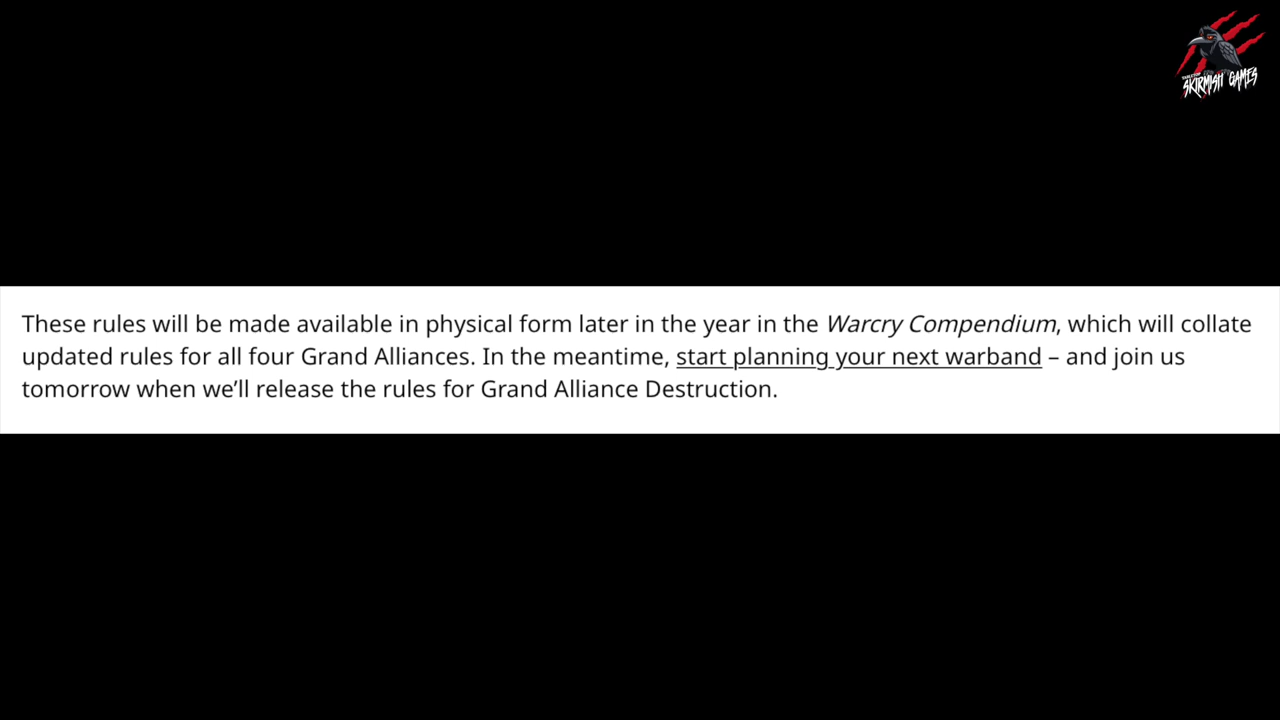 TABLETOP
SKIRMISH GAMES
These rules will be made available in physical form later in the year in the Warcry Compendium, which will collate
updated rules for all four Grand Alliances. In the meantime, start planning your next warband – and join us
tomorrow when we’ll release the rules for Grand Alliance Destruction.